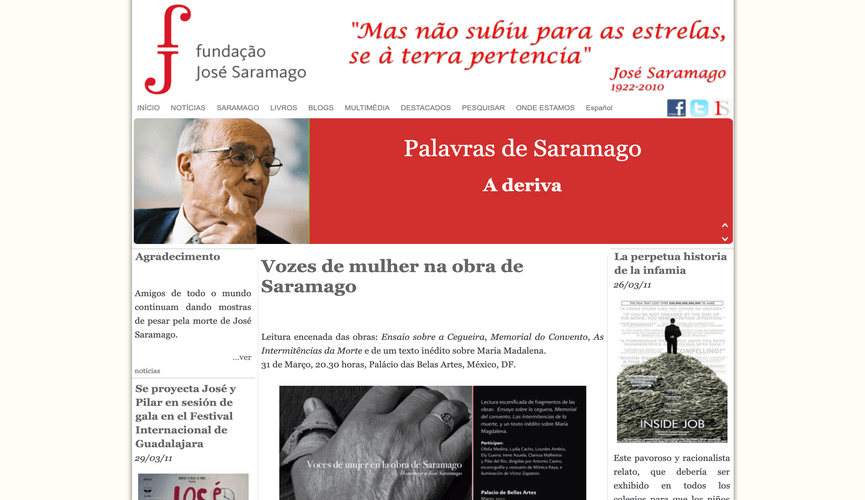 fundação
José Saramago
"Mas não subiu para as estrelas,
se à terra pertencia"
José Saramago
1922-2010
INÍCIO NOTÍCIAS SARAMAGO LIVROS BLOGS MULTIMÉDIA DESTACADOS PESQUISAR ONDE ESTAMOS Español
Palavras de Saramago
A deriva
Agradecimento
Amigos de todo o mundo
continuam dando mostras
de pesar pela morte de José
Saramago.
...ver
noticias
Se proyecta José y
Pilar en sesión de
gala en el Festival
Internacional de
Guadalajara
29/03/11
JOSÉ
Vozes de mulher na obra de
Saramago
Leitura encenada das obras: Ensaio sobre a Cegueira, Memorial do Convento, As
Intermitências da Morte e de um texto inédito sobre Maria Madalena.
31 de Março, 20.30 horas, Palácio das Belas Artes, México, DF.
Voces de mujer en la obra de Saramago
Homenaje a José Saramago
Lectura escenificada de fragmentos de las
obras: Ensayo sobre la ceguera, Memorial
del convento, Las intermitencias de la
muerte, y un texto inédito sobre María
Magdalena.
Participan:
Ofelia Medina, Lydia Cacho, Lourdes Ambriz,
Ely Guerra, Irene Azuela, Clarissa Malheiros
y Pilar del Río, dirigidas por Antonio Castro,
escenografía y vestuario de Mónica Raya e
iluminación de Víctor Zapatero.
Palacio de Bellas Artes
La perpetua historia
de la infamia
26/03/11
INSIDE JOB
Este pavoroso y racionalista
relato, que debería ser
exhibido en todos los
colegios para que los niños